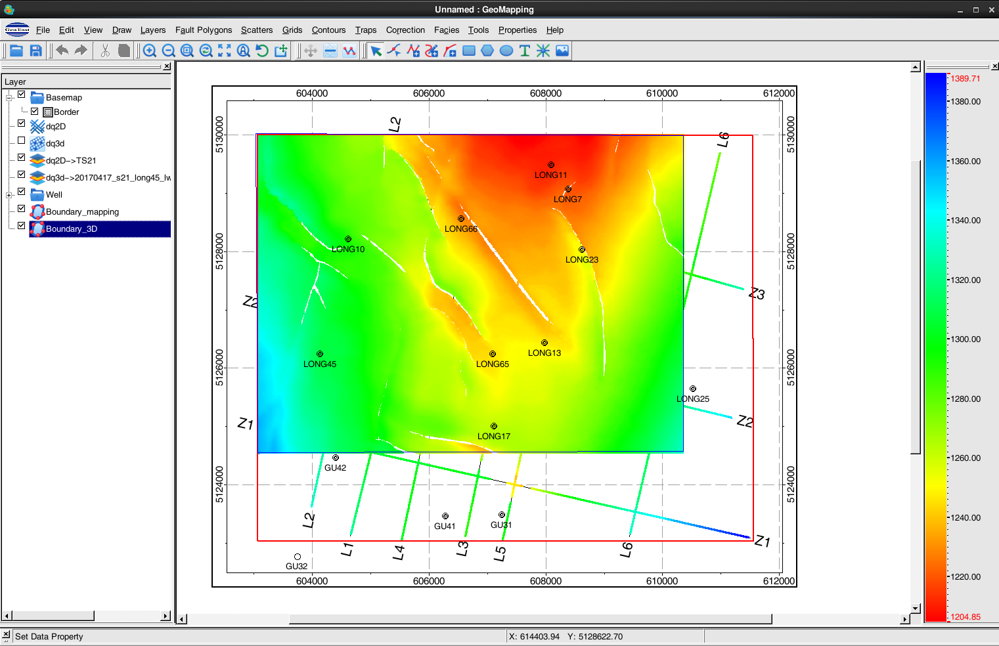 Unnamed : GeoMapping
GeoEast File Edit View Draw Layers Fault Polygons Scatters Grids Contours Traps Correction Facies Tools Properties Help
Layer
Basemap
Border
dq2D
dq3d
dq2D->TS21
dq3d->20170417_s21_long45_lw
Well
Boundary_mapping
Boundary_3D
604000 606000 608000 610000 612000
5130000
5128000
5126000
5124000
L2
L6
LONG11
LONG7
LONG66
LONG10
LONG23
Z2
Z3
LONG13
LONG45
LONG65
LONG25
Z1
Z2
LONG17
GU42
L2
GU41
GU31
Z1
L1
L4
L3
L5
L6
GU32
5130000
5128000
5126000
5124000
604000 606000 608000 610000 612000
1389.71
1380.00
1360.00
1340.00
1320.00
1300.00
1280.00
1260.00
1240.00
1220.00
1204.85
Set Data Property
X: 614403.94 Y: 5128622.70